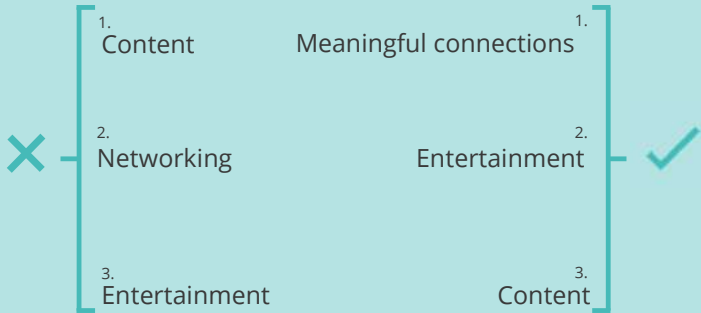 1.
Content
2.
Networking
3.
Entertainment
1.
Meaningful connections
2.
Entertainment
3.
Content